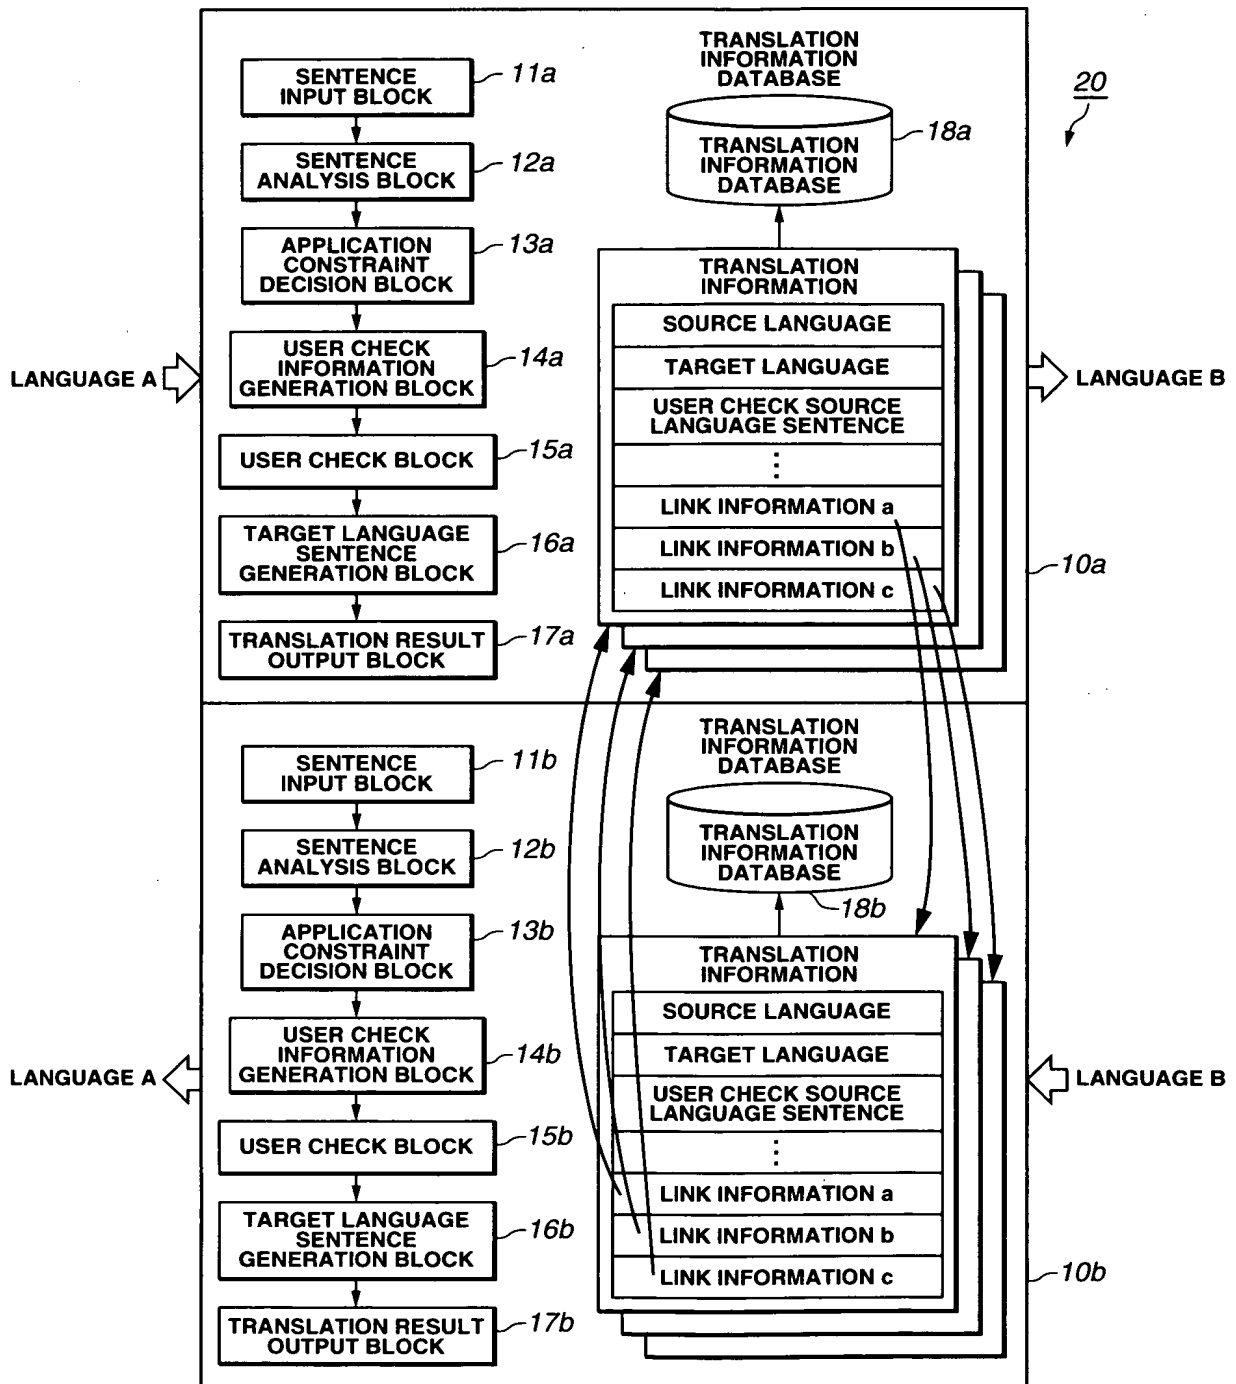 TRANSLATION
INFORMATION
DATABASE
SENTENCE
INPUT BLOCK
11a
20
TRANSLATION
INFORMATION
DATABASE
18a
SENTENCE
ANALYSIS BLOCK
12a
APPLICATION
CONSTRAINT
DECISION BLOCK
13a
USER CHECK
INFORMATION
GENERATION BLOCK
14a
LANGUAGE A
USER CHECK BLOCK
15a
TARGET LANGUAGE
SENTENCE
GENERATION BLOCK
16a
TRANSLATION RESULT
OUTPUT BLOCK
17a
TRANSLATION
INFORMATION
SOURCE LANGUAGE
TARGET LANGUAGE
USER CHECK SOURCE
LANGUAGE SENTENCE
⋮
LINK INFORMATION a
LINK INFORMATION b
LINK INFORMATION c
LANGUAGE B
10a
SENTENCE
INPUT BLOCK
11b
SENTENCE
ANALYSIS BLOCK
12b
APPLICATION
CONSTRAINT
DECISION BLOCK
13b
USER CHECK
INFORMATION
GENERATION BLOCK
14b
LANGUAGE A
USER CHECK BLOCK
15b
TARGET LANGUAGE
SENTENCE
GENERATION BLOCK
16b
TRANSLATION RESULT
OUTPUT BLOCK
17b
TRANSLATION
INFORMATION
DATABASE
TRANSLATION
INFORMATION
DATABASE
18b
TRANSLATION
INFORMATION
SOURCE LANGUAGE
TARGET LANGUAGE
USER CHECK SOURCE
LANGUAGE SENTENCE
⋮
LINK INFORMATION a
LINK INFORMATION b
LINK INFORMATION c
LANGUAGE B
10b